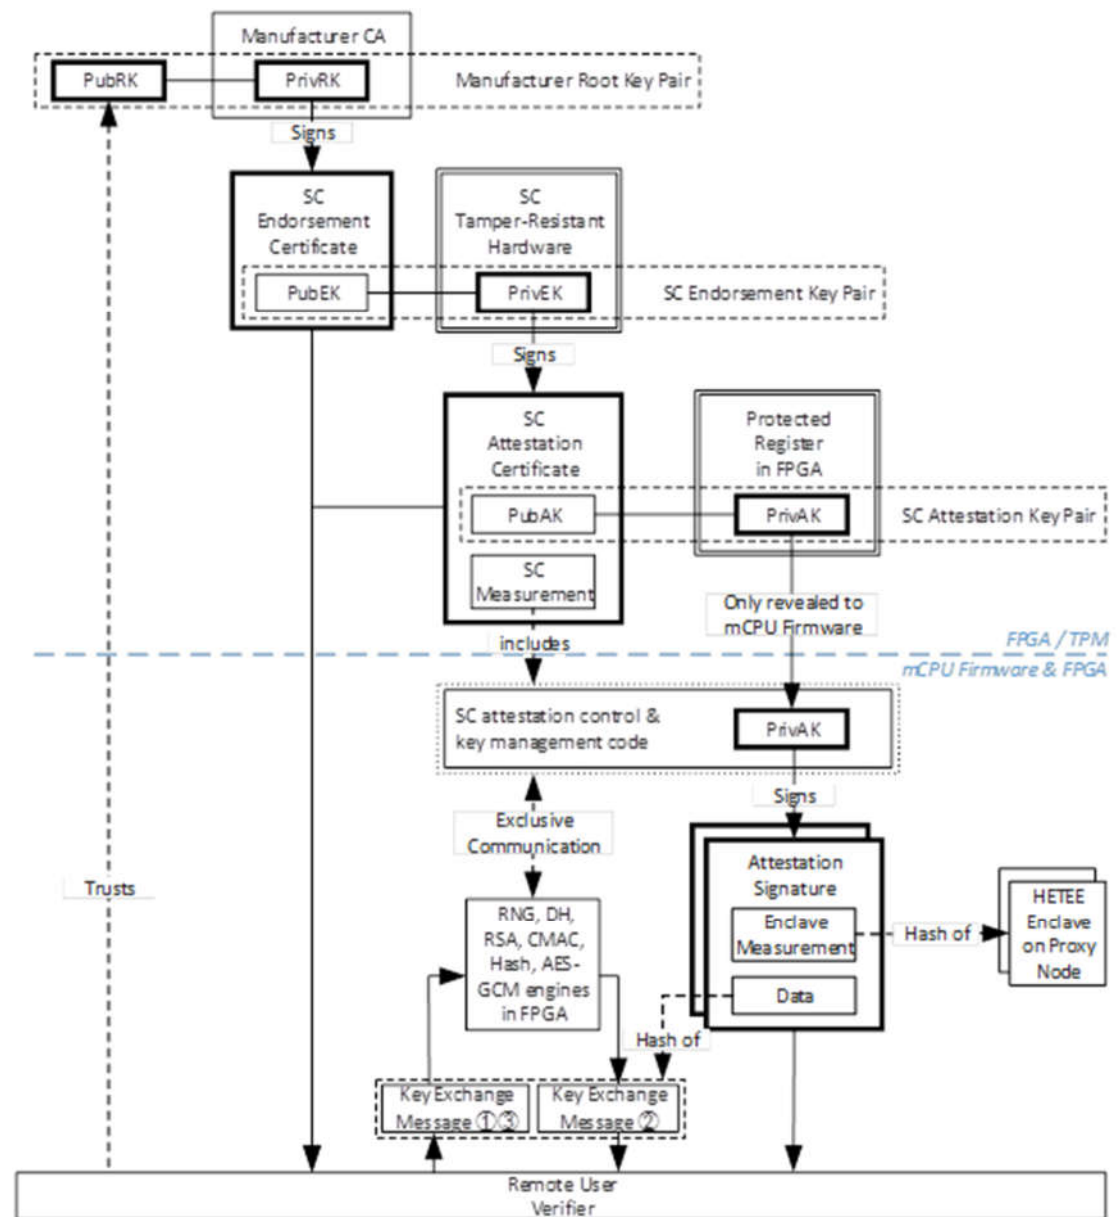 Manufacturer CA
PubRK
PrivRK
Manufacturer Root Key Pair
Signs
SC
Endorsement
Certificate
SC
Tamper-Resistant
Hardware
PubEK
PrivEK
SC Endorsement Key Pair
Signs
SC
Attestation
Certificate
Protected
Register
in FPGA
PubAK
PrivAK
SC Attestation Key Pair
SC
Measurement
Only revealed to
mCPU Firmware
includes
FPGA / TPM
mCPU Firmware & FPGA
SC attestation control &
key management code
PrivAK
Signs
Exclusive
Communication
Attestation
Signature
Trusts
RNG, DH,
RSA, CMAC,
Hash, AES-
GCM engines
in FPGA
Enclave
Measurement
Hash of
HETEE
Enclave
on Proxy
Node
Data
Hash of
Key Exchange
Message ①③
Key Exchange
Message ②
Remote User
Verifier